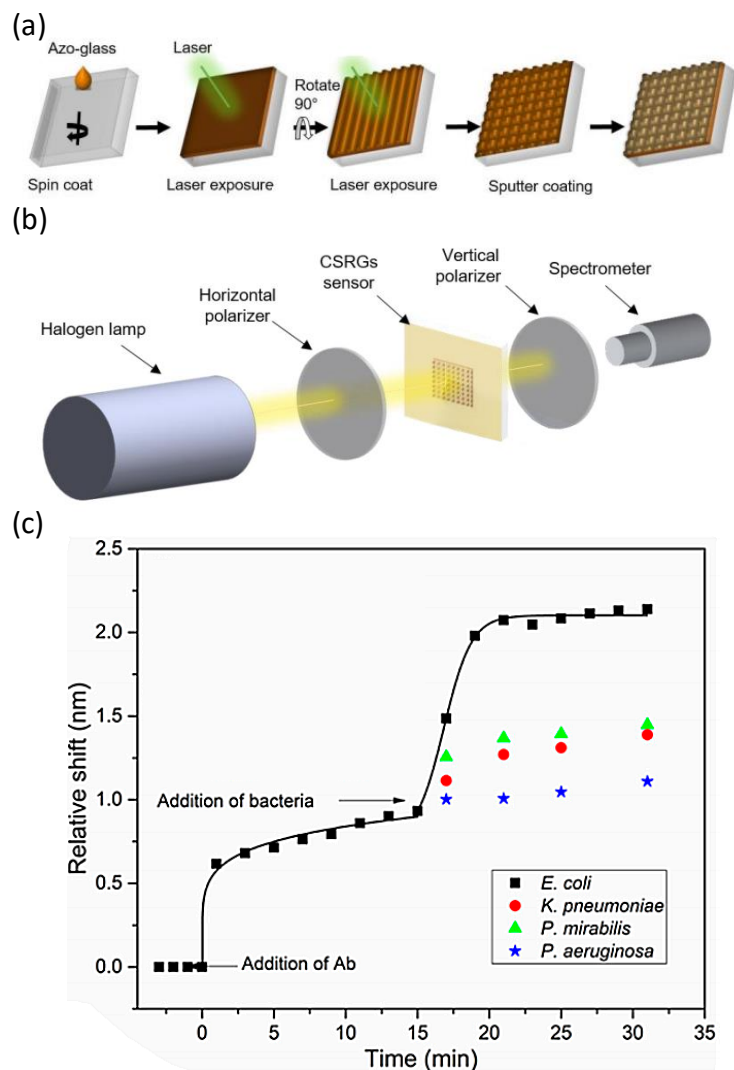 (a)
Azo-glass
Laser
Rotate
90°
Spin coat
Laser exposure
Laser exposure
Sputter coating
(b)
Halogen lamp
Horizontal
polarizer
CSRGs
sensor
Vertical
polarizer
Spectrometer
(c)
Relative shift (nm)
2.5
2.0
1.5
1.0
0.5
0.0
Addition of bacteria
Addition of Ab
E. coli
K. pneumoniae
P. mirabilis
P. aeruginosa
0
5
10
15
20
25
30
35
Time (min)